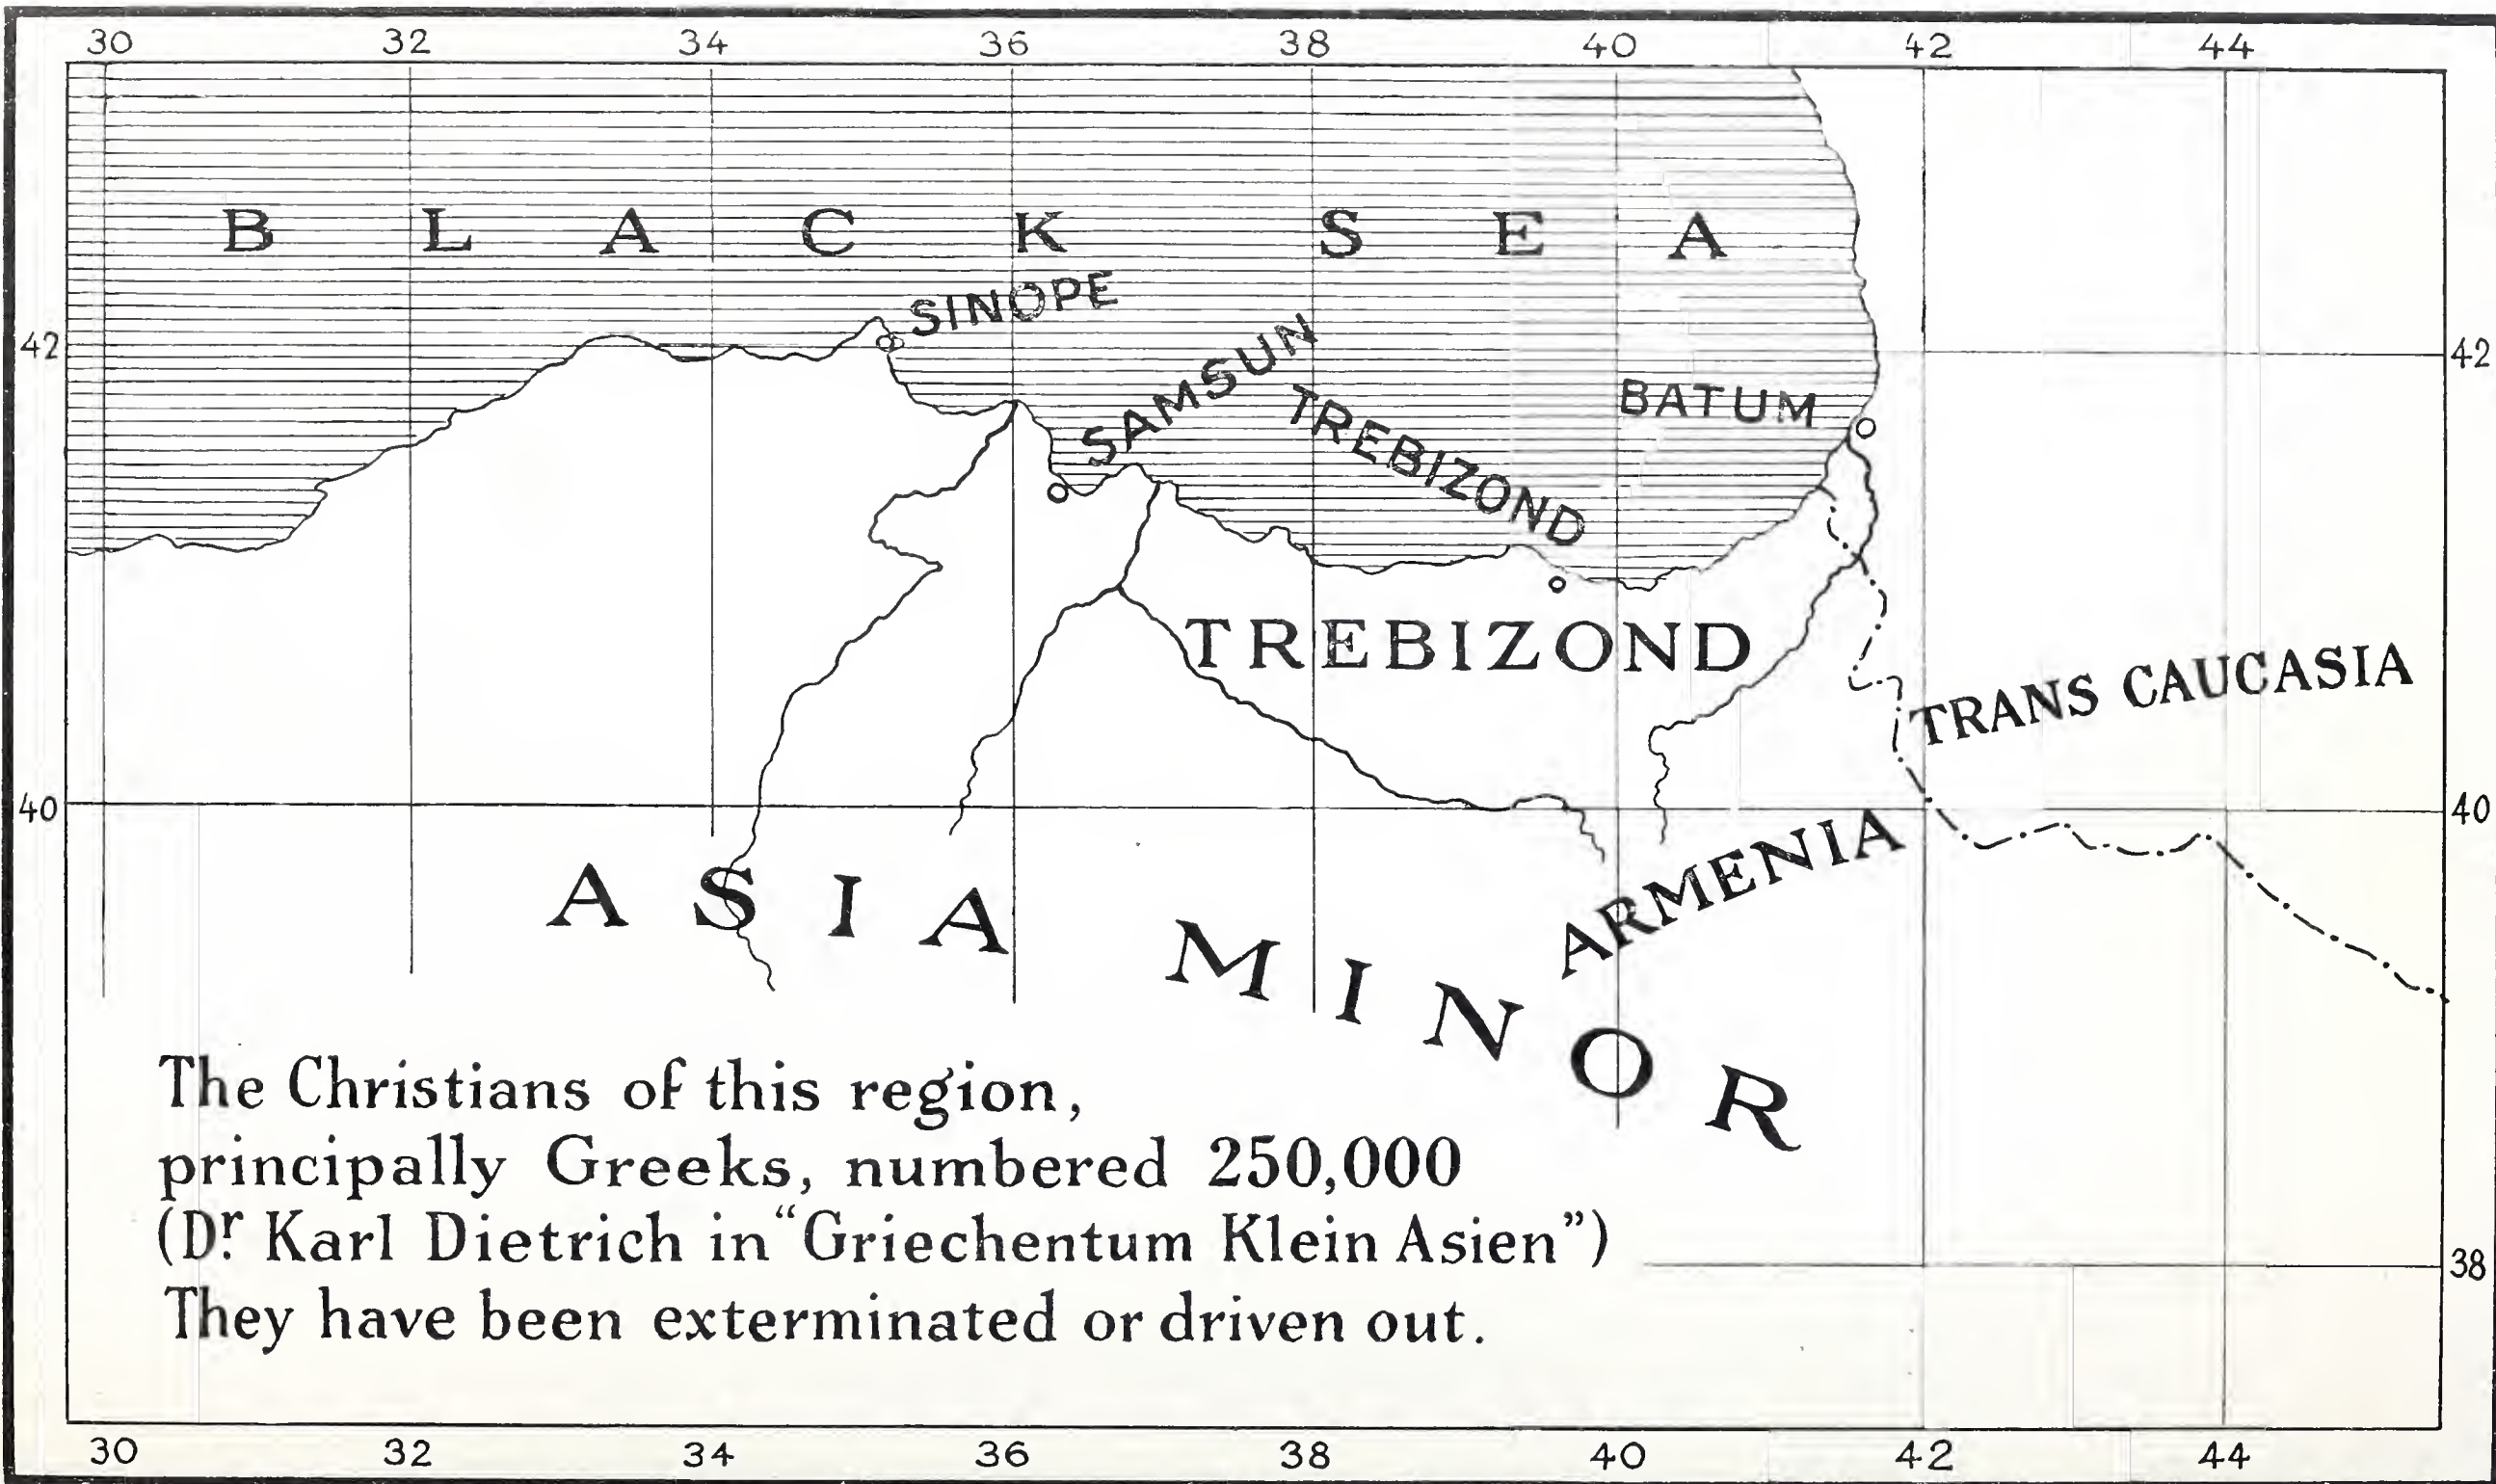 30 32 34 36 38 40 42 44
BLACK SEA
SINOPE
42 42
SAMSUN
TREBIZOND
BATUM
TREBIZOND
TRANS CAUCASIA
40 40
ARMENIA
ASIA MINOR
The Christians of this region,
principally Greeks, numbered 250,000
(Dr. Karl Dietrich in "Griechentum Klein Asien")
38
They have been exterminated or driven out.
30 32 34 36 38 40 42 44